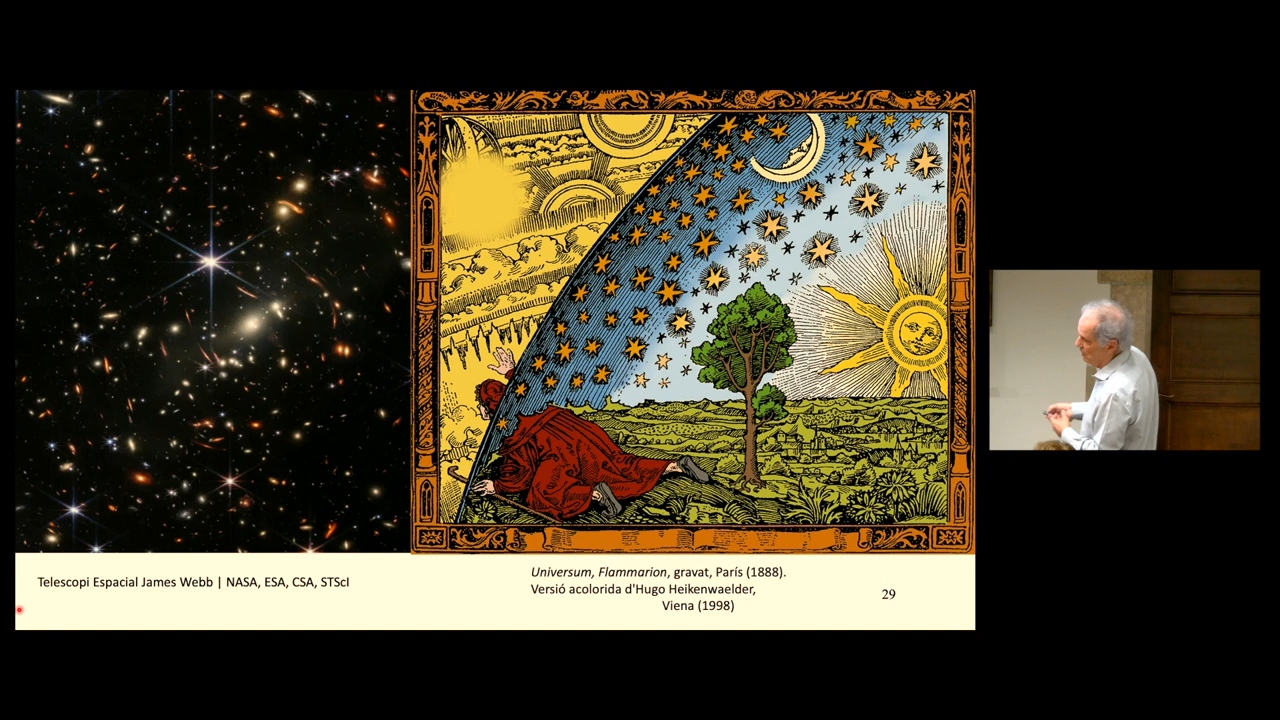 Telescopi Espacial James Webb | NASA, ESA, CSA, STScI
Universum, Flammarion, gravat, París (1888).
Versió acolorida d'Hugo Heikenwaelder,
Viena (1998)
29